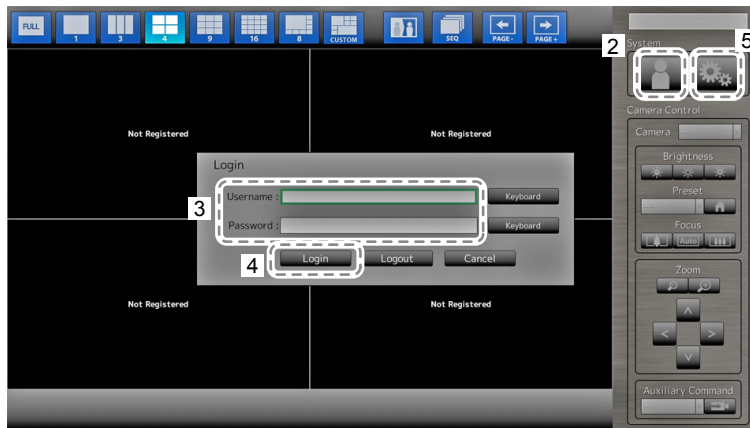 FULL
1
3
4
9
16
8
CUSTOM
SEQ
PAGE-
PAGE+
2
5
System
Not Registered
Not Registered
Camera Control
Camera
Login
Brightness
3
Username :
Keyboard
Preset
Password :
Keyboard
Focus
Auto
4
Login
Logout
Cancel
Zoom
Not Registered
Not Registered
Auxiliary Command